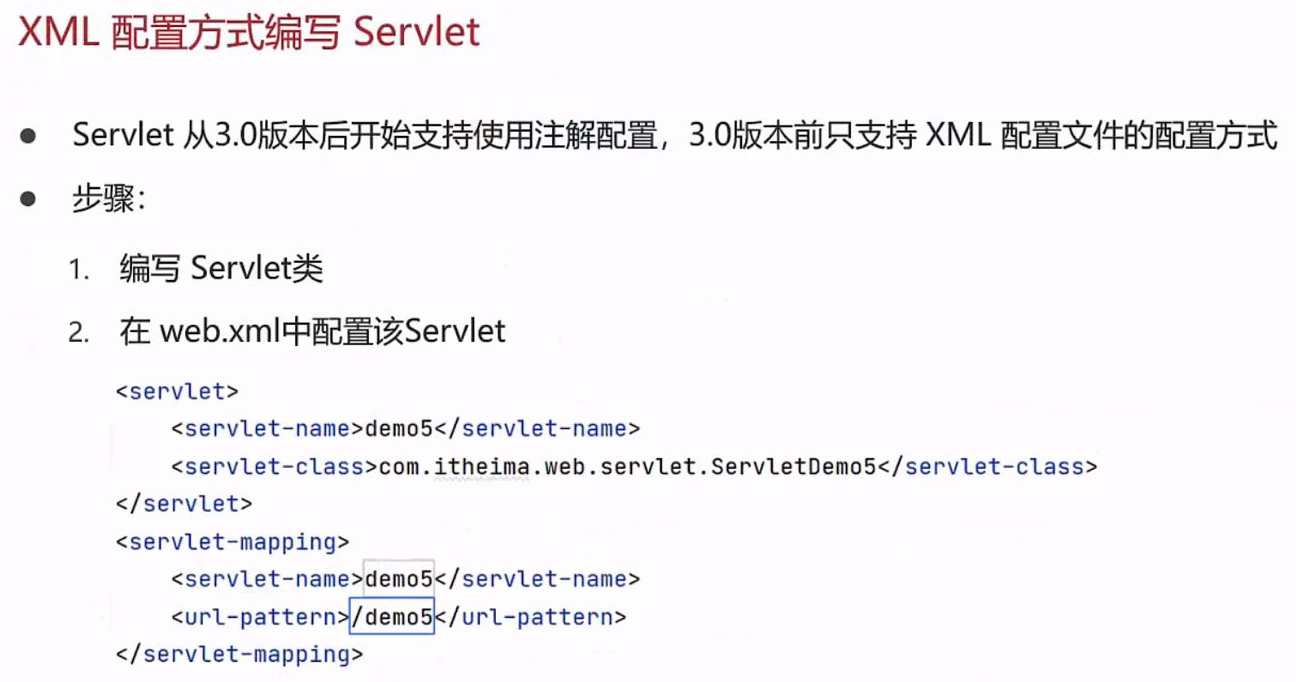 XML 配置方式编写 Servlet
● Servlet 从3.0版本后开始支持使用注解配置，3.0版本前只支持 XML 配置文件的配置方式
● 步骤：
1. 编写 Servlet类
2. 在 web.xml中配置该Servlet
<servlet>
    <servlet-name>demo5</servlet-name>
    <servlet-class>com.itheima.web.servlet.ServletDemo5</servlet-class>
</servlet>
<servlet-mapping>
    <servlet-name>demo5</servlet-name>
    <url-pattern>/demo5</url-pattern>
</servlet-mapping>